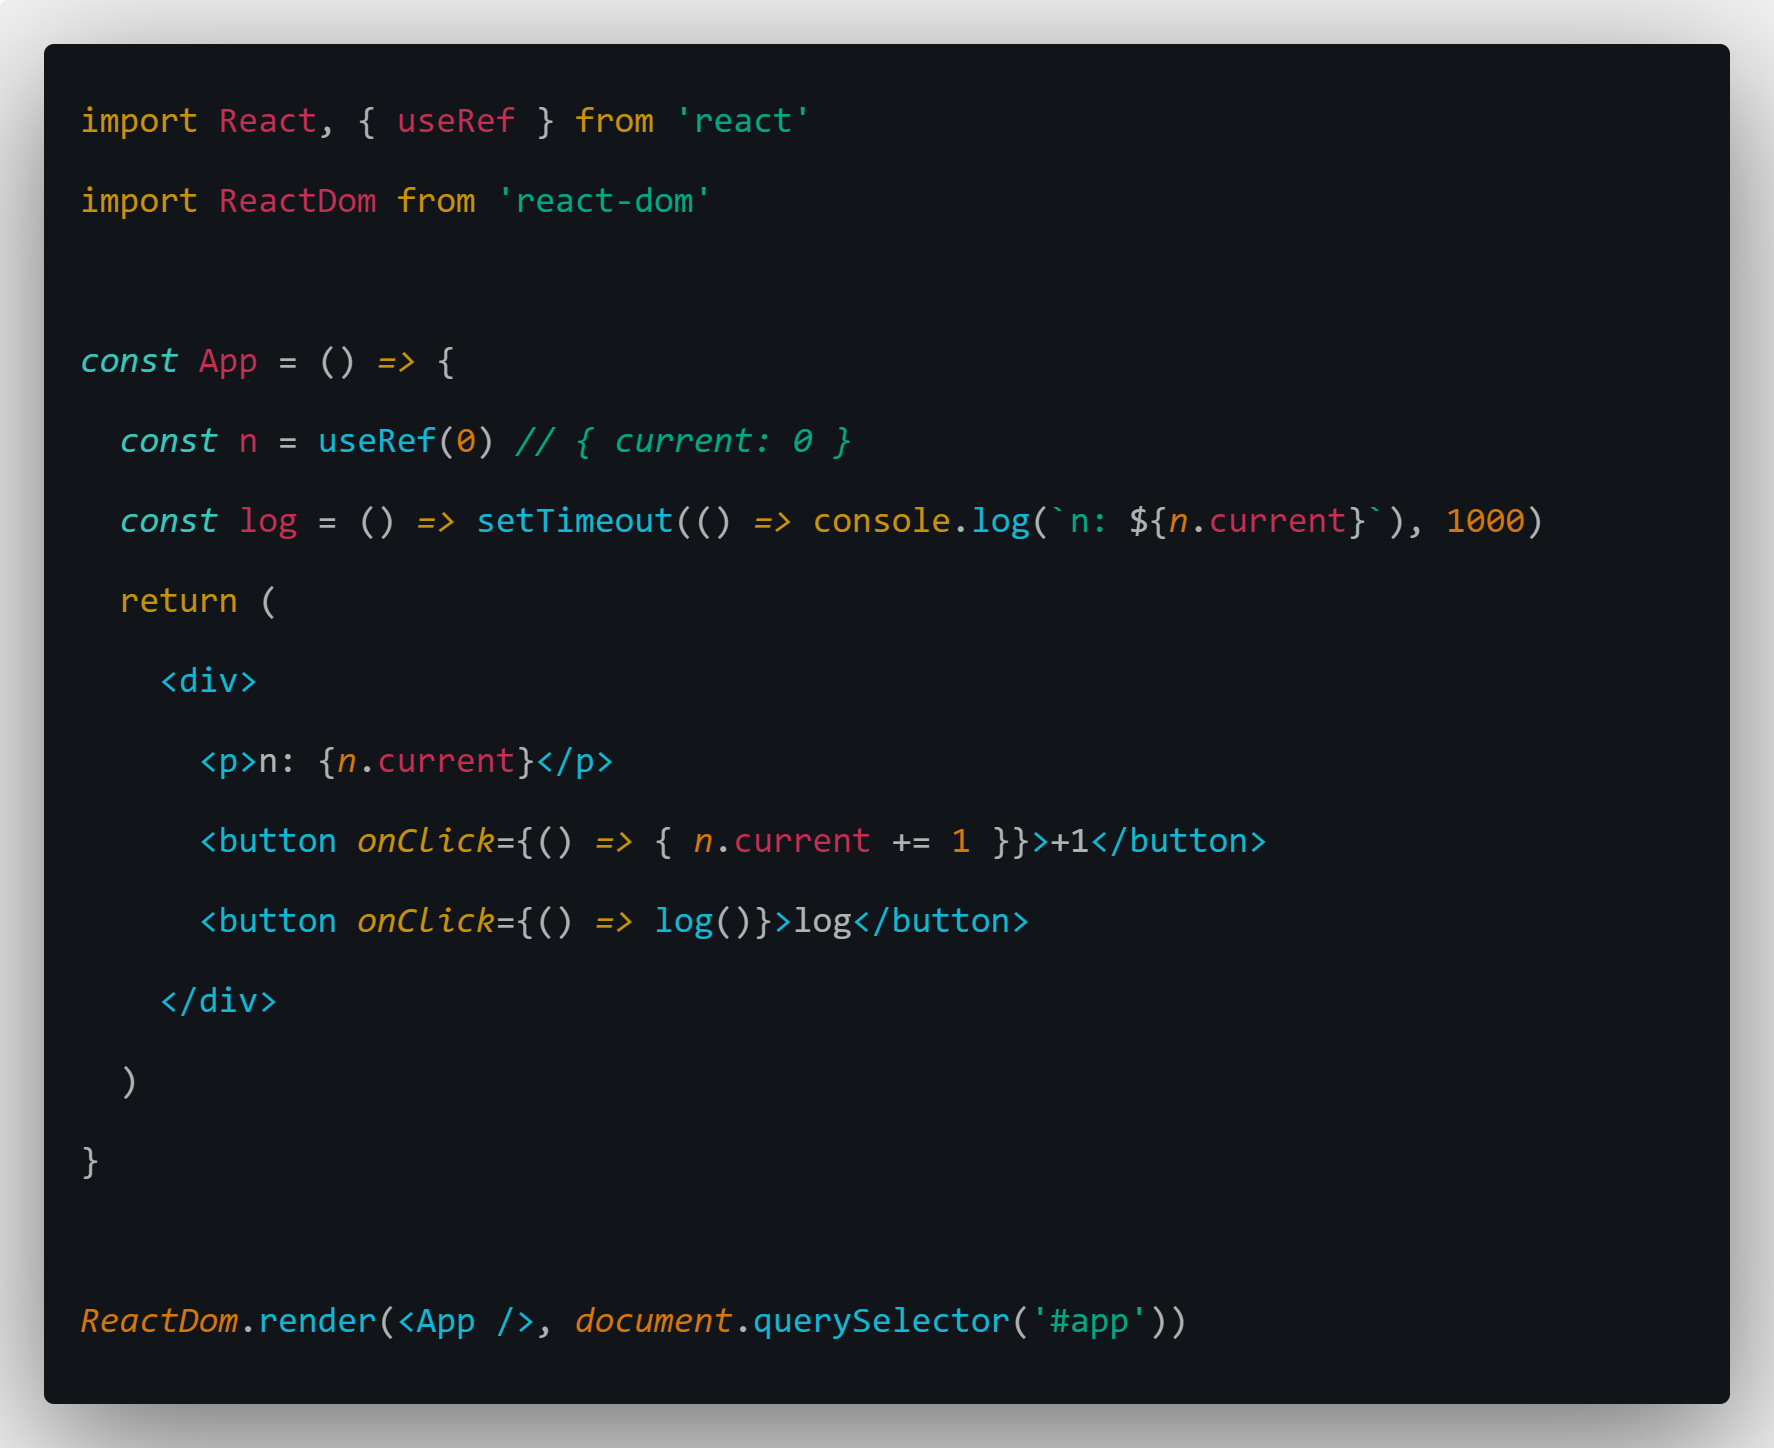 import React, { useRef } from 'react'
import ReactDom from 'react-dom'
const App = () => {
  const n = useRef(0) // { current: 0 }
  const log = () => setTimeout(() => console.log(`n: ${n.current}`), 1000)
  return (
    <div>
      <p>n: {n.current}</p>
      <button onClick={() => { n.current += 1 }}>+1</button>
      <button onClick={() => log()}>log</button>
    </div>
  )
}
ReactDom.render(<App />, document.querySelector('#app'))